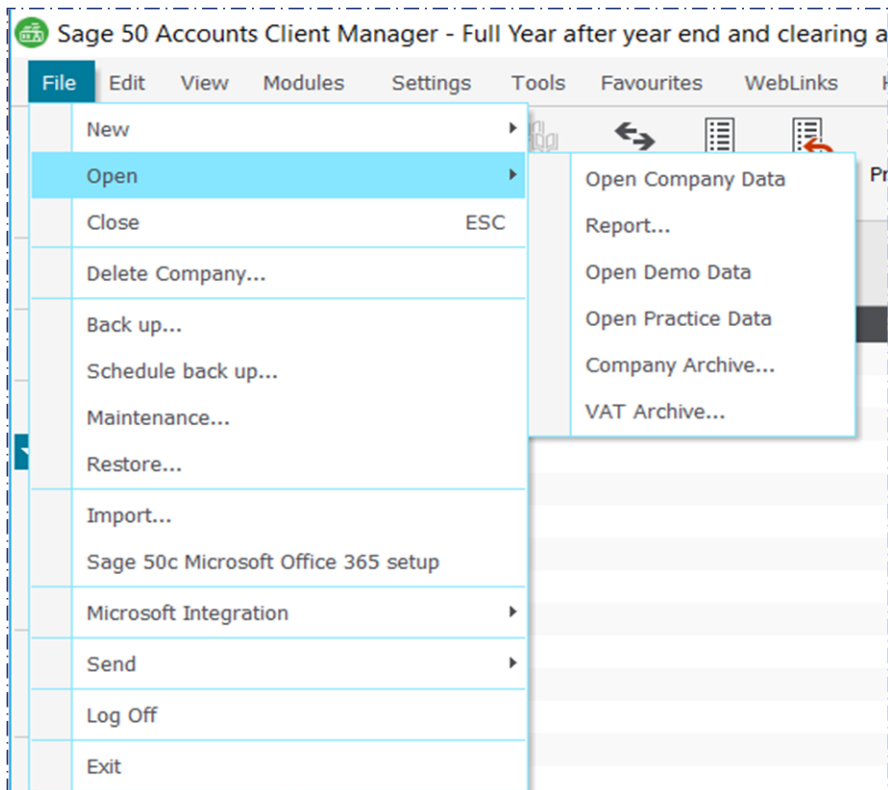 Sage 50 Accounts Client Manager - Full Year after year end and clearing a
File Edit View Modules Settings Tools Favourites WebLinks
New
Open
Close ESC
Delete Company...
Back up...
Schedule back up...
Maintenance...
Restore...
Import...
Sage 50c Microsoft Office 365 setup
Microsoft Integration
Send
Log Off
Exit
Open Company Data
Report...
Open Demo Data
Open Practice Data
Company Archive...
VAT Archive...
Pr